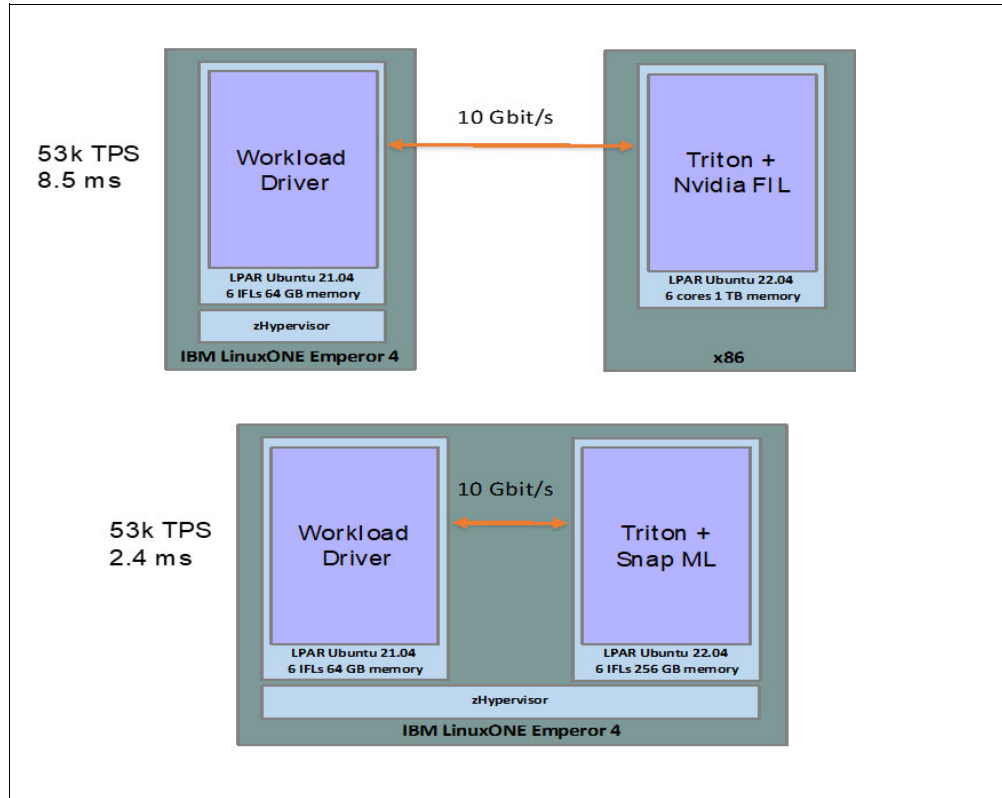 53k TPS
8.5 ms
Workload
Driver
LPAR Ubuntu 21.04
6 IFLs 64 GB memory
zHypervisor
IBM LinuxONE Emperor 4
10 Gbit/s
Triton +
Nvidia FIL
LPAR Ubuntu 22.04
6 cores 1 TB memory
x86
53k TPS
2.4 ms
Workload
Driver
LPAR Ubuntu 21.04
6 IFLs 64 GB memory
10 Gbit/s
Triton +
Snap ML
LPAR Ubuntu 22.04
6 IFLs 256 GB memory
zHypervisor
IBM LinuxONE Emperor 4